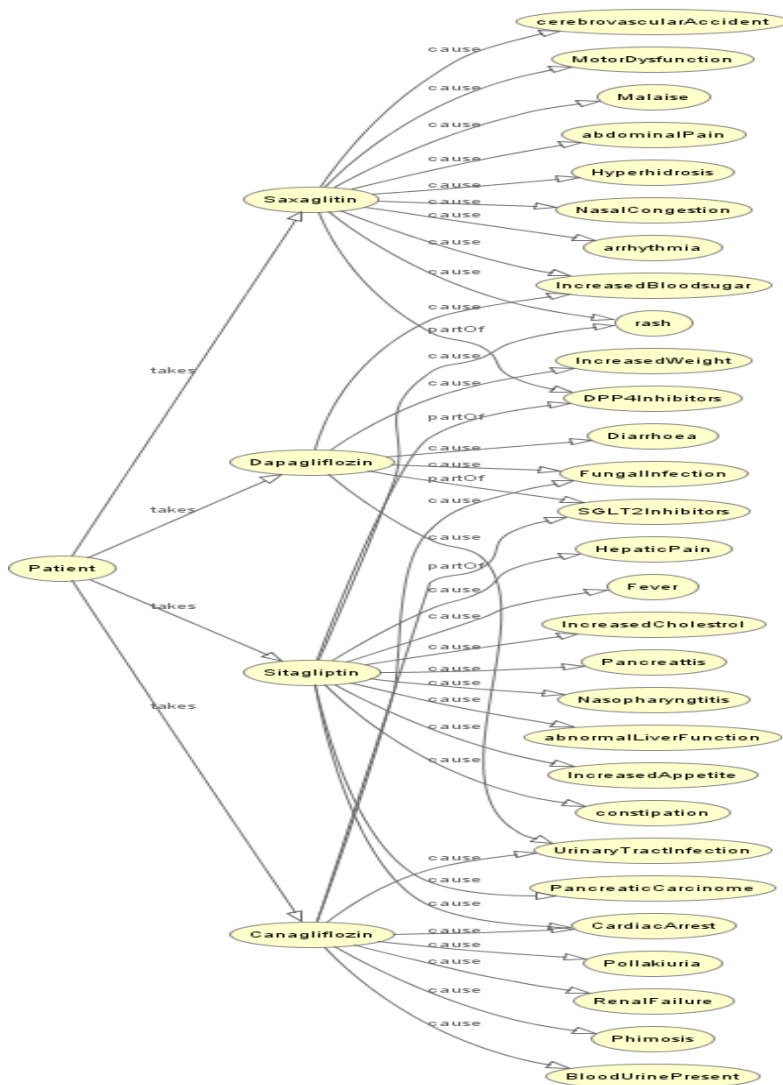 cerebrovascularAccident
cause
MotorDysfunction
cause
Malaise
cause
abdominalPain
cause
Hyperhidrosis
cause
Saxaglitin
cause
NasalCongestion
cause
arrhythmia
cause
IncreasedBloodsugar
cause
cause
rash
partOf
cause
IncreasedWeight
takes
cause
DPP4Inhibitors
partOf
Diarrhoea
cause
Dapagliflozin
cause
FungalInfection
partOf
cause
SGLT2Inhibitors
takes
cause
HepaticPain
Patient
partOf
Fever
cause
takes
cause
IncreasedCholestrol
cause
Pancreattis
Sitagliptin
cause
cause
Nasopharyngtitis
takes
cause
cause
abnormalLiverFunction
cause
IncreasedAppetite
constipation
UrinaryTractInfection
cause
cause
PancreaticCarcinome
cause
CardiacArrest
Canagliflozin
cause
cause
Pollakiuria
cause
RenalFailure
cause
Phimosis
cause
BloodUrinePresent